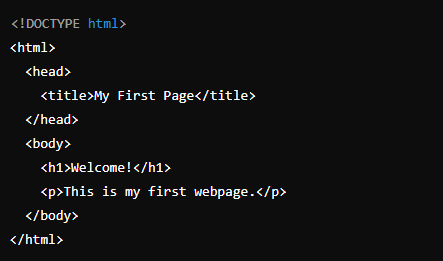 <!DOCTYPE html>
<html>
  <head>
    <title>My First Page</title>
  </head>
  <body>
    <h1>Welcome!</h1>
    <p>This is my first webpage.</p>
  </body>
</html>